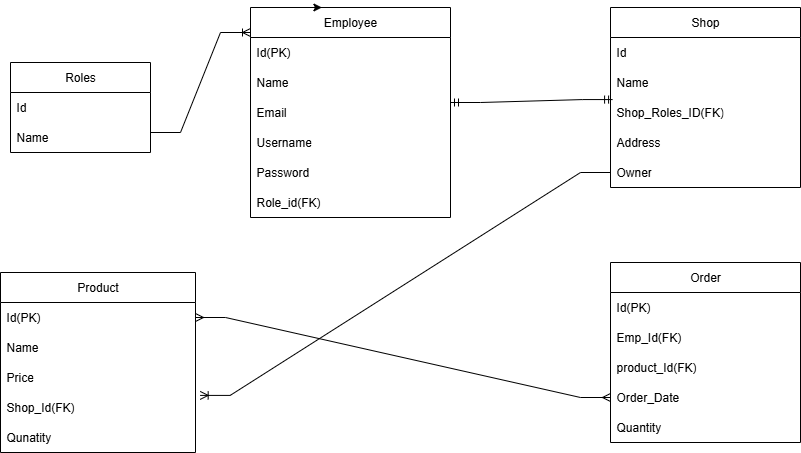 Roles
Id
Name
Employee
Id(PK)
Name
Email
Username
Password
Role_id(FK)
Shop
Id
Name
Shop_Roles_ID(FK)
Address
Owner
Product
Id(PK)
Name
Price
Shop_Id(FK)
Qunatity
Order
Id(PK)
Emp_Id(FK)
product_Id(FK)
Order_Date
Quantity